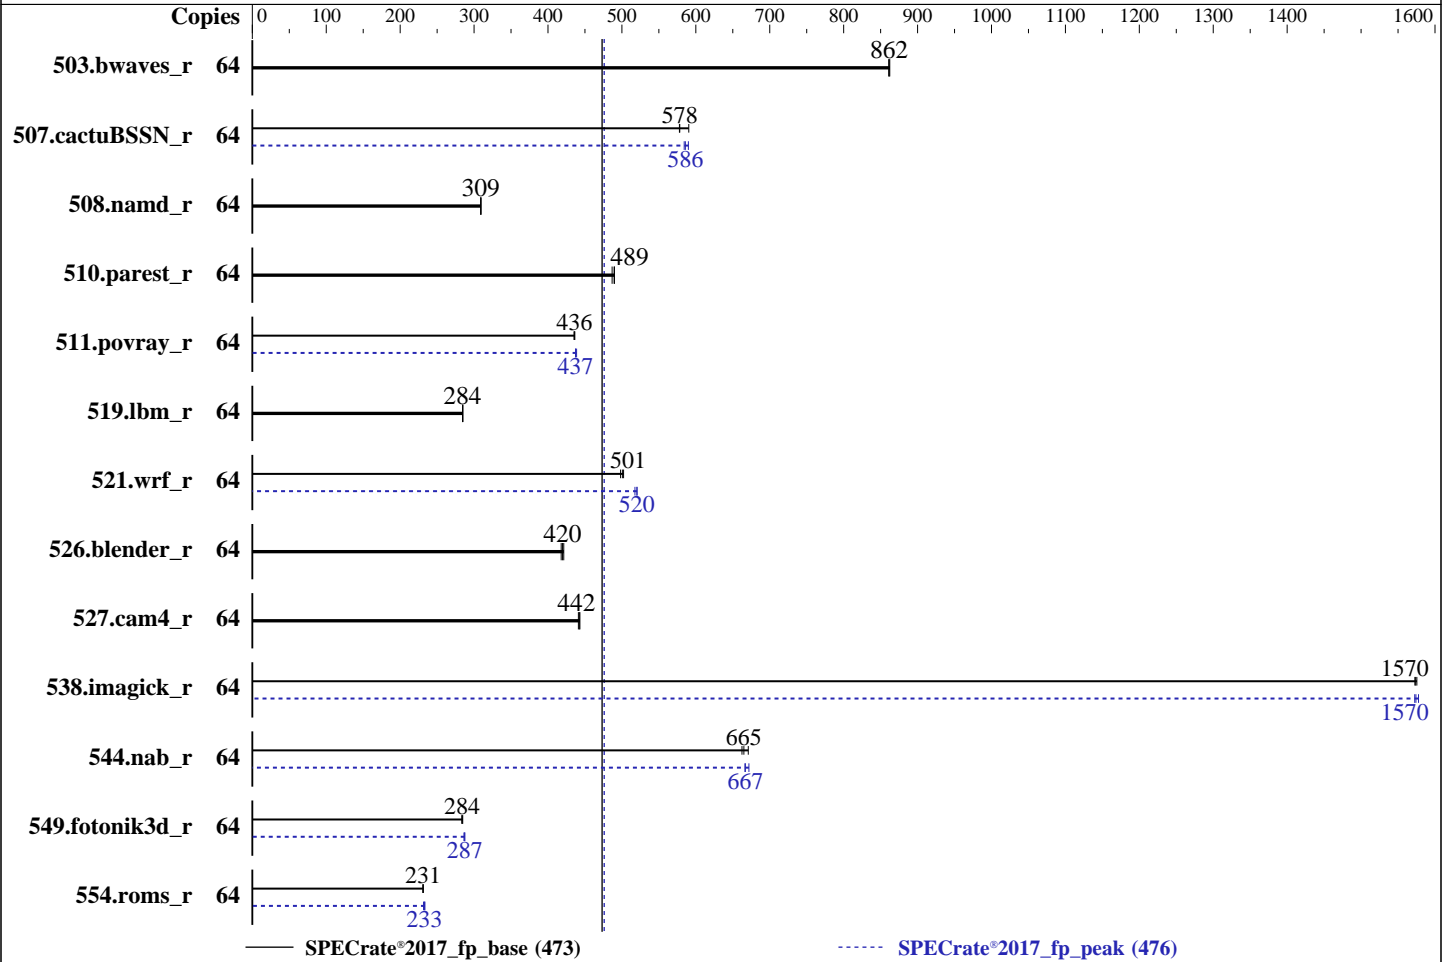 Copies 0 100 200 300 400 500 600 700 800 900 1000 1100 1200 1300 1400 1600
503.bwaves_r 64 862
507.cactuBSSN_r 64 578
586
508.namd_r 64 309
510.parest_r 64 489
511.povray_r 64 436
437
519.lbm_r 64 284
521.wrf_r 64 501
520
526.blender_r 64 420
527.cam4_r 64 442
538.imagick_r 64 1570
1570
544.nab_r 64 665
667
549.fotonik3d_r 64 284
287
554.roms_r 64 231
233
SPECrate®2017_fp_base (473) SPECrate®2017_fp_peak (476)